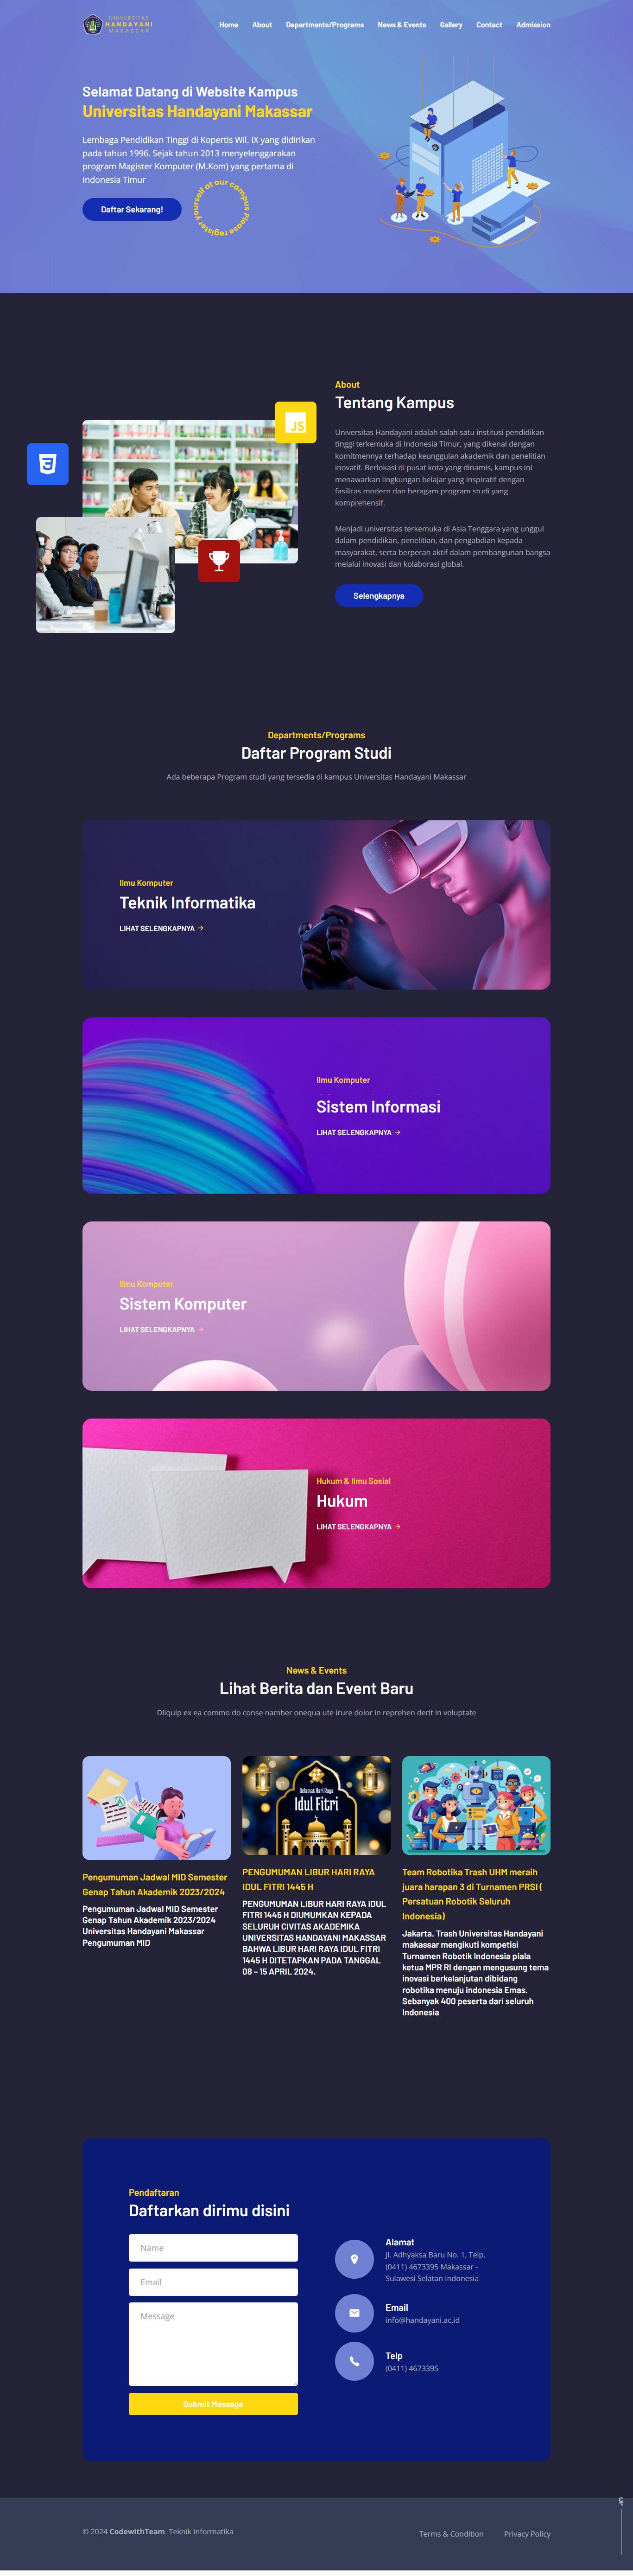 UNIVERSITAS
HANDAYANI
MAKASSAR
Home About Departments/Programs News & Events Gallery Contact Admission
Selamat Datang di Website Kampus
Universitas Handayani Makassar
Lembaga Pendidikan Tinggi di Kopertis Wil. IX yang didirikan
pada tahun 1996. Sejak tahun 2013 menyelenggarakan
program Magister Komputer (M.Kom) yang pertama di
Indonesia Timur
Daftar Sekarang!
Please register yourself at our campus
About
Tentang Kampus
Universitas Handayani adalah salah satu institusi pendidikan
tinggi terkemuka di Indonesia Timur, yang dikenal dengan
komitmennya terhadap keunggulan akademik dan penelitian
inovatif. Berlokasi di pusat kota yang dinamis, kampus ini
menawarkan lingkungan belajar yang inspiratif dengan
fasilitas modern dan beragam program studi yang
komprehensif.
Menjadi universitas terkemuka di Asia Tenggara yang unggul
dalam pendidikan, penelitian, dan pengabdian kepada
masyarakat, serta berperan aktif dalam pembangunan bangsa
melalui inovasi dan kolaborasi global.
Selengkapnya
JS
3
Departments/Programs
Daftar Program Studi
Ada beberapa Program studi yang tersedia di kampus Universitas Handayani Makassar
Ilmu Komputer
Teknik Informatika
LIHAT SELENGKAPNYA
Ilmu Komputer
Sistem Informasi
LIHAT SELENGKAPNYA
Ilmu Komputer
Sistem Komputer
LIHAT SELENGKAPNYA
Hukum & Ilmu Sosial
Hukum
LIHAT SELENGKAPNYA
News & Events
Lihat Berita dan Event Baru
Dliquip ex ea commo do conse namber onequa ute irure dolor in reprehen derit in voluptate
Selamat Hari Raya
Idul Fitri
Pengumuman Jadwal MID Semester
Genap Tahun Akademik 2023/2024
Pengumuman Jadwal MID Semester
Genap Tahun Akademik 2023/2024
Universitas Handayani Makassar
Pengumuman MID
PENGUMUMAN LIBUR HARI RAYA
IDUL FITRI 1445 H
PENGUMUMAN LIBUR HARI RAYA IDUL
FITRI 1445 H DIUMUMKAN KEPADA
SELURUH CIVITAS AKADEMIKA
UNIVERSITAS HANDAYANI MAKASSAR
BAHWA LIBUR HARI RAYA IDUL FITRI
1445 H DITETAPKAN PADA TANGGAL
08 – 15 APRIL 2024.
Team Robotika Trash UHM meraih
juara harapan 3 di Turnamen PRSI (
Persatuan Robotik Seluruh
Indonesia)
Jakarta. Trash Universitas Handayani
makassar mengikuti kompetisi
Turnamen Robotik Indonesia piala
ketua MPR RI dengan mengusung tema
inovasi berkelanjutan dibidang
robotika menuju indonesia Emas.
Sebanyak 400 peserta dari seluruh
Indonesia
Pendaftaran
Daftarkan dirimu disini
Name
Email
Message
Submit Message
Alamat
Jl. Adhyaksa Baru No. 1, Telp.
(0411) 4673395 Makassar -
Sulawesi Selatan Indonesia
Email
info@handayani.ac.id
Telp
(0411) 4673395
© 2024 CodewithTeam. Teknik Informatika
Terms & Condition Privacy Policy